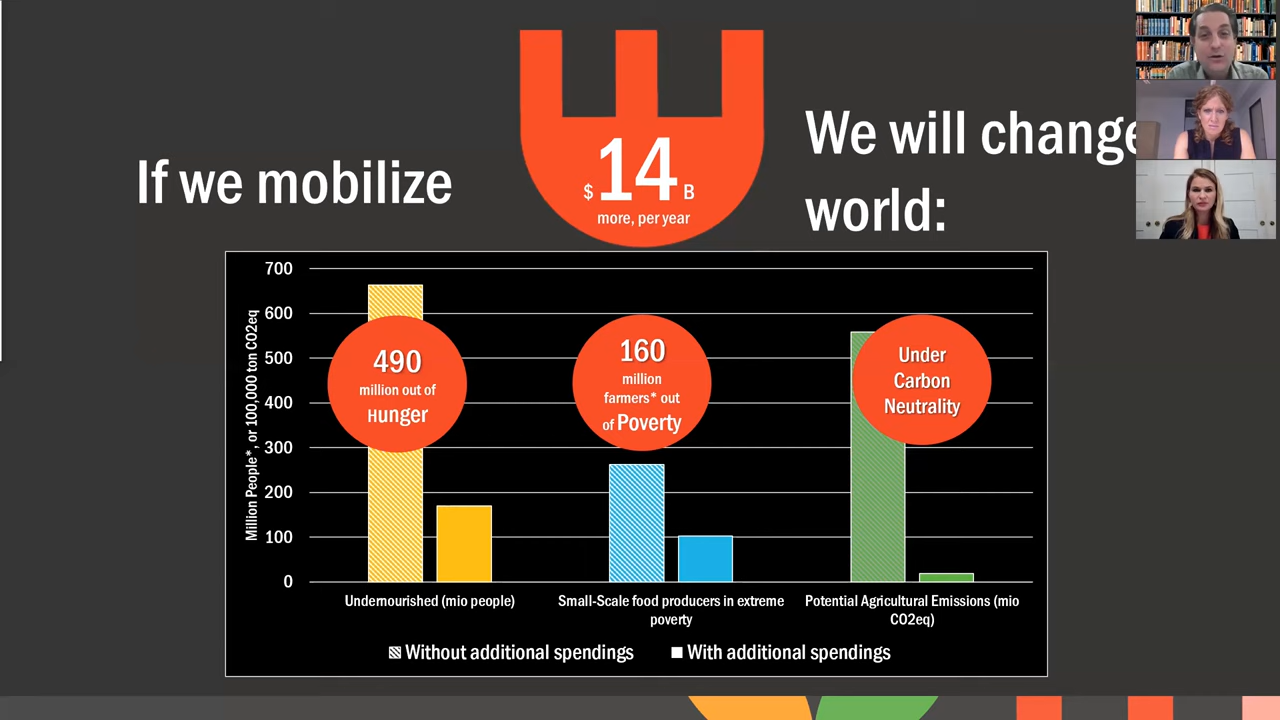 If we mobilize
$ 14 B
more, per year
We will change
world:
Million People*, or 100,000 ton CO2eq
700
600
500
400
300
200
100
0
490
million out of
Hunger
160
million
farmers* out
of Poverty
Under
Carbon
Neutrality
Undernourished (mio people)
Small-Scale food producers in extreme
poverty
Potential Agricultural Emissions (mio
CO2eq)
Without additional spendings
With additional spendings